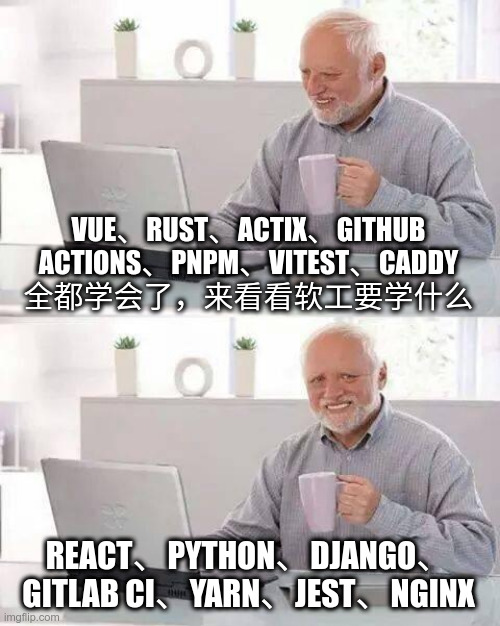 VUE、RUST、ACTIX、GITHUB
ACTIONS、PNPM、VITEST、CADDY
全都学会了，来看看软工要学什么
REACT、PYTHON、DJANGO、
GITLAB CI、YARN、JEST、NGINX
imgflip.com